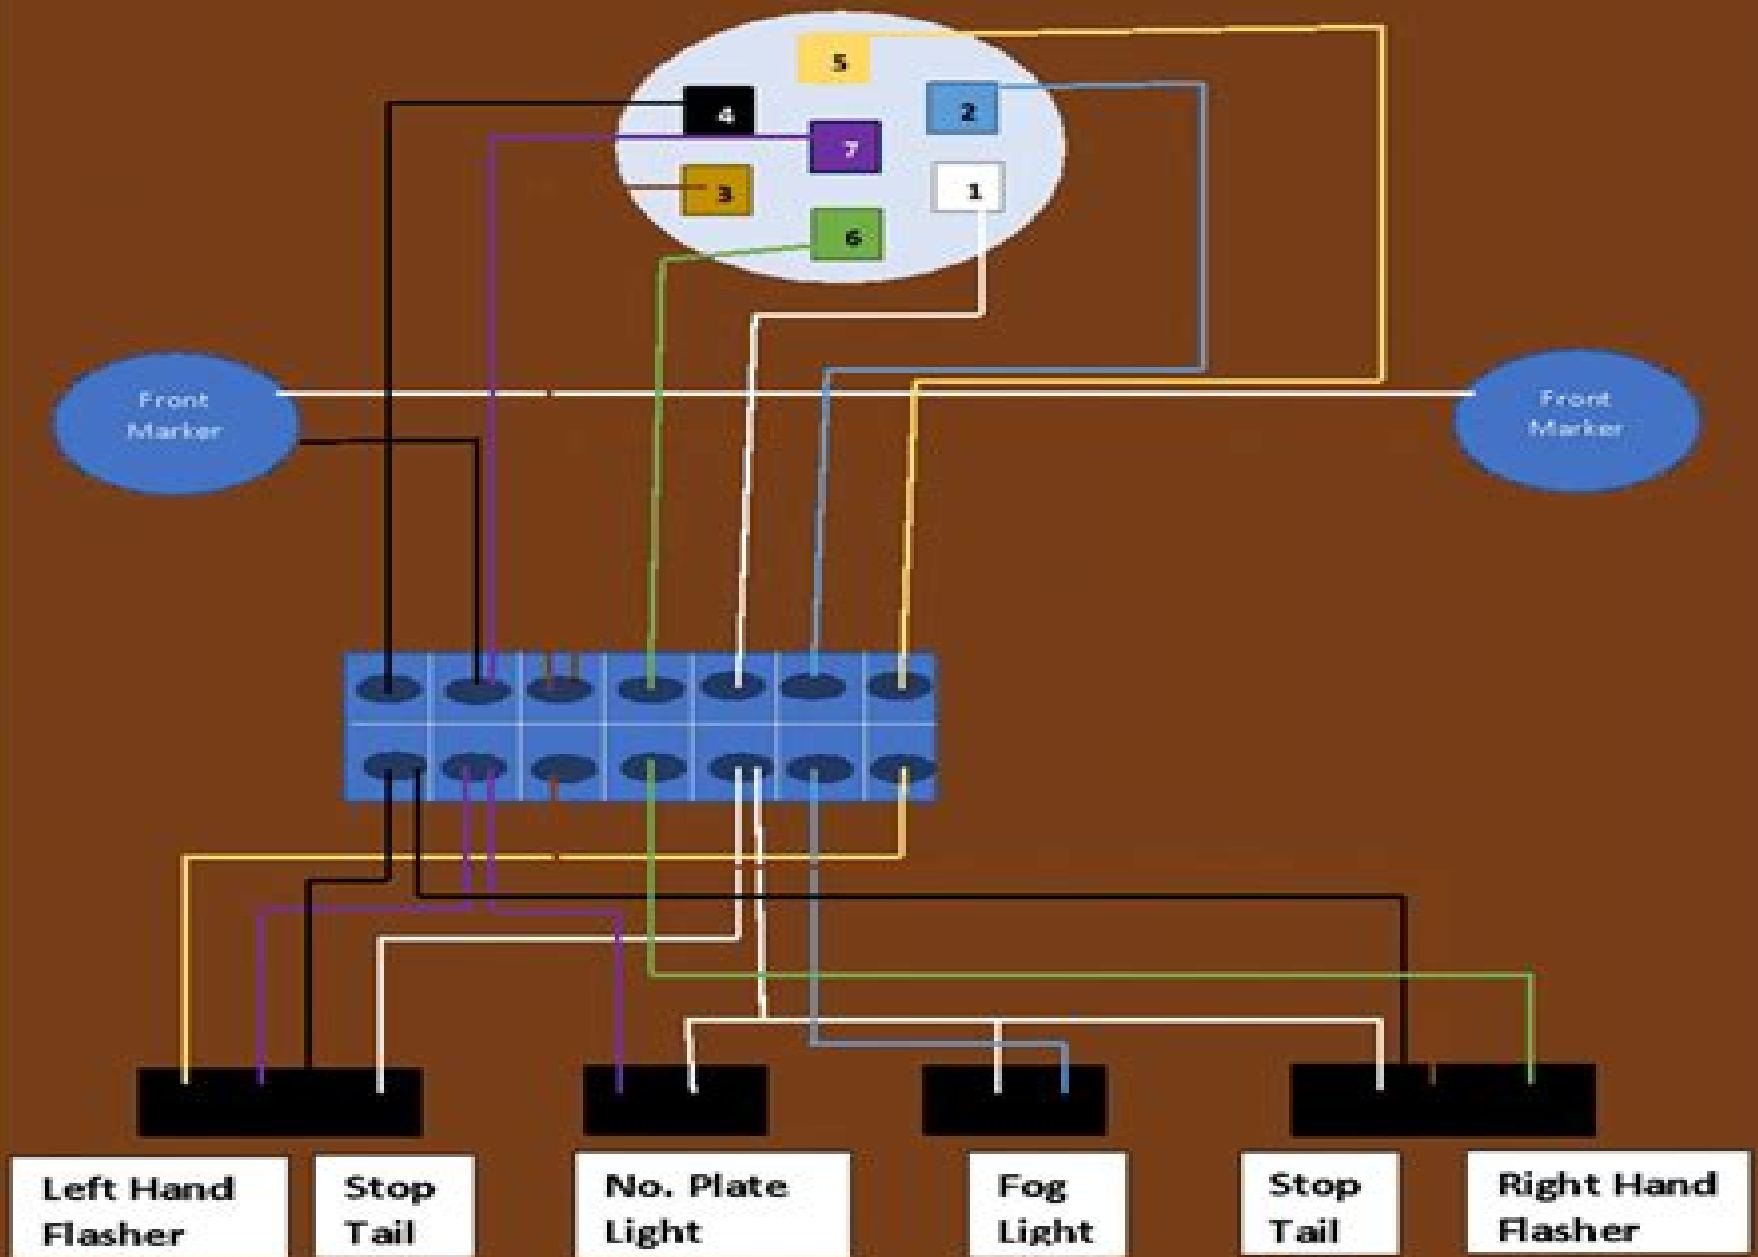 5
4
2
7
3
1
6
Front
Marker
Front
Marker
Left Hand
Flasher
Stop
Tail
No. Plate
Light
Fog
Light
Stop
Tail
Right Hand
Flasher